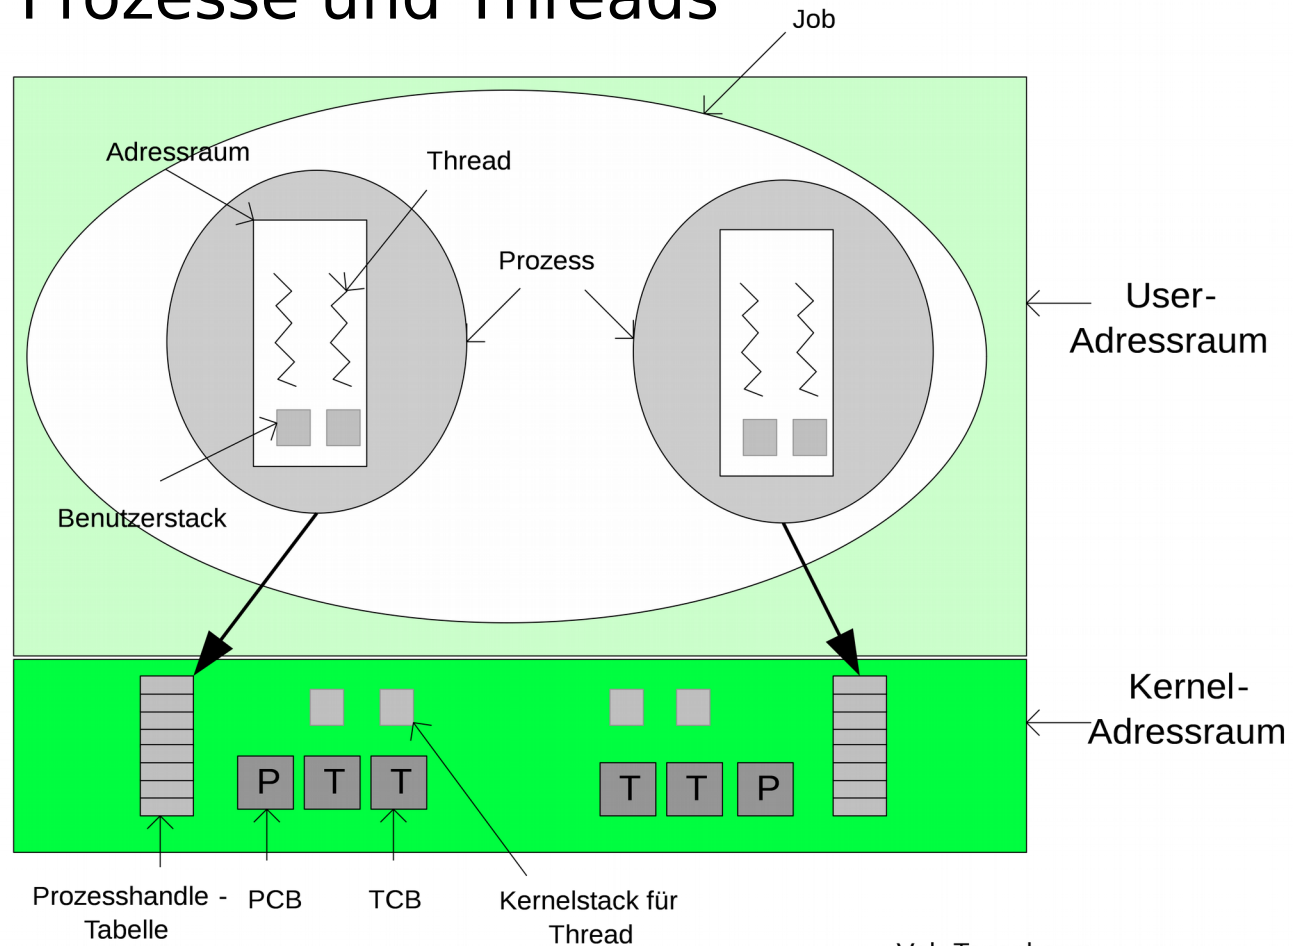 Prozesse und Threads
Job
Adressraum
Thread
Prozess
User-
Adressraum
Benutzerstack
Kernel-
Adressraum
P T T
T T P
Prozesshandle -
Tabelle
PCB
TCB
Kernelstack für
Thread